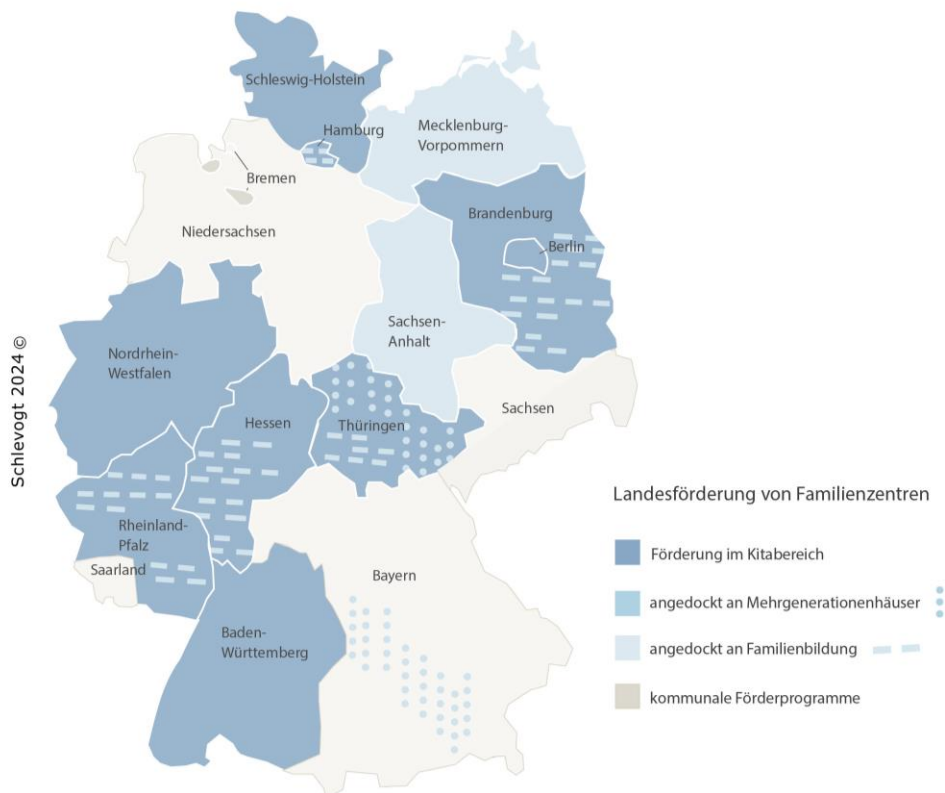 Schleswig-Holstein
Hamburg
Mecklenburg-
Vorpommern
Bremen
Niedersachsen
Brandenburg
Berlin
Sachsen-
Anhalt
Nordrhein-
Westfalen
Hessen
Thüringen
Sachsen
Rheinland-
Pfalz
Saarland
Bayern
Baden-
Württemberg
Schlevogt 2024 ©
Landesförderung von Familienzentren
Förderung im Kitabereich
angedockt an Mehrgenerationenhäuser
angedockt an Familienbildung
kommunale Förderprogramme